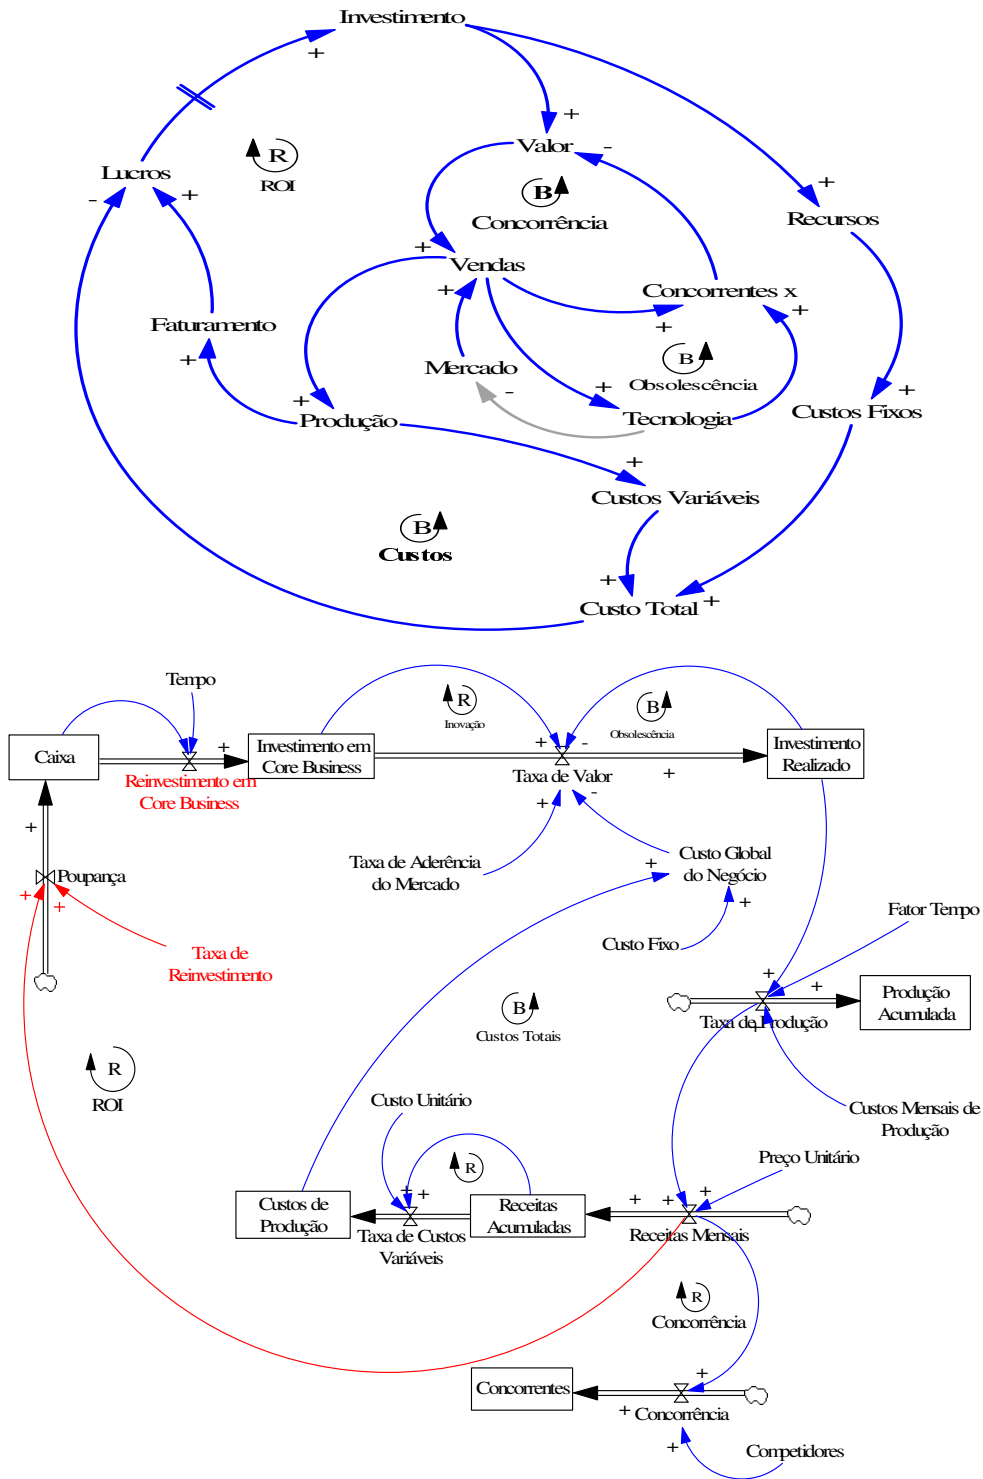 Investimento
+
+
Valor
-
R
ROI
Lucros
-
+
B
Concorrência
+
Recursos
+
Vendas
+
Concorrentes x
+
+
Faturamento
+
Mercado
-
B
Obsolescência
+
+
Produção
+
Tecnologia
Custos Fixos
+
+
Custos Variáveis
B
Custos
+
Custo Total
+
Tempo
R
Inovação
B
Obsolescência
Caixa
+
Reinvestimento em
Core Business
Investimento em
Core Business
+
-
Taxa de Valor
+
Investimento
Realizado
+
+
-
Poupança
+
+
Taxa de Aderência
do Mercado
Custo Global
do Negócio
+
+
Custo Fixo
Fator Tempo
Taxa de
Reinvestimento
+
+
Taxa de Produção
+
Produção
Acumulada
B
Custos Totais
R
ROI
Custo Unitário
Custos Mensais de
Produção
R
Preço Unitário
+
+
Custos de
Produção
Taxa de Custos
Variáveis
Receitas
Acumuladas
+
+
+
Receitas Mensais
R
Concorrência
+
Concorrentes
+
Concorrência
+
Competidores